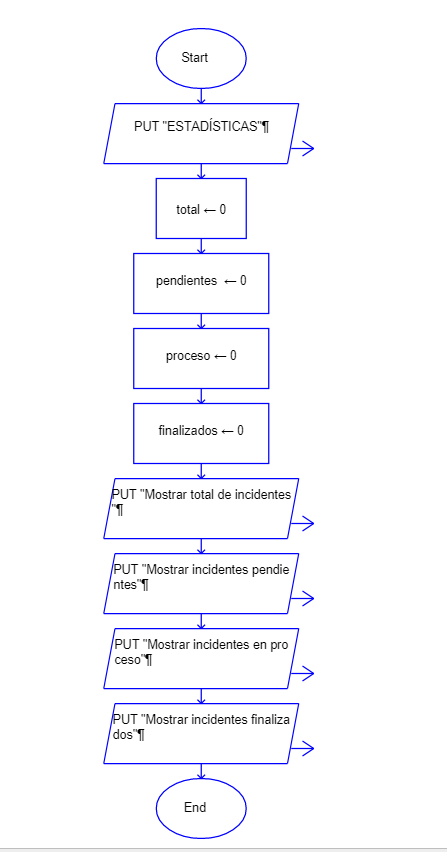 Start
PUT "ESTADÍSTICAS"¶
total ← 0
pendientes ← 0
proceso ← 0
finalizados ← 0
PUT "Mostrar total de incidentes
"¶
PUT "Mostrar incidentes pendie
ntes"¶
PUT "Mostrar incidentes en pro
ceso"¶
PUT "Mostrar incidentes finaliza
dos"¶
End